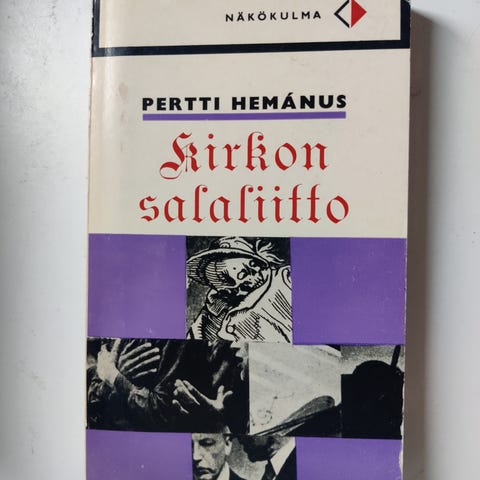 NÄKÖKULMA
PERTTI HEMÁNUS
Kirkon
salaliitto